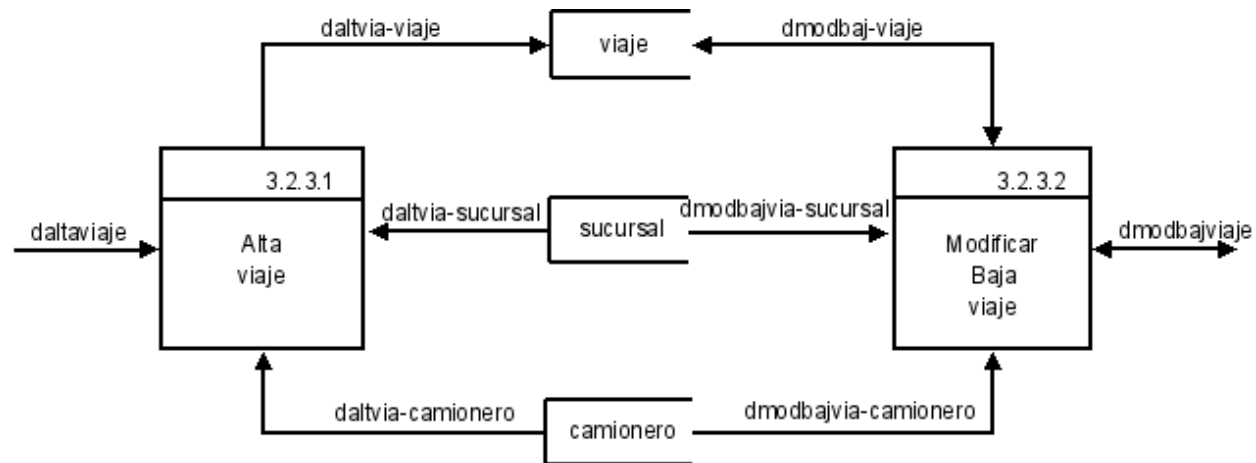 daltvia-viaje
viaje
dmodbaj-viaje
3.2.3.1
3.2.3.2
daltaviaje
Alta
viaje
daltvia-sucursal
sucursal
dmodbajvia-sucursal
Modificar
Baja
viaje
dmodbajviaje
daltvia-camionero
camionero
dmodbajvia-camionero